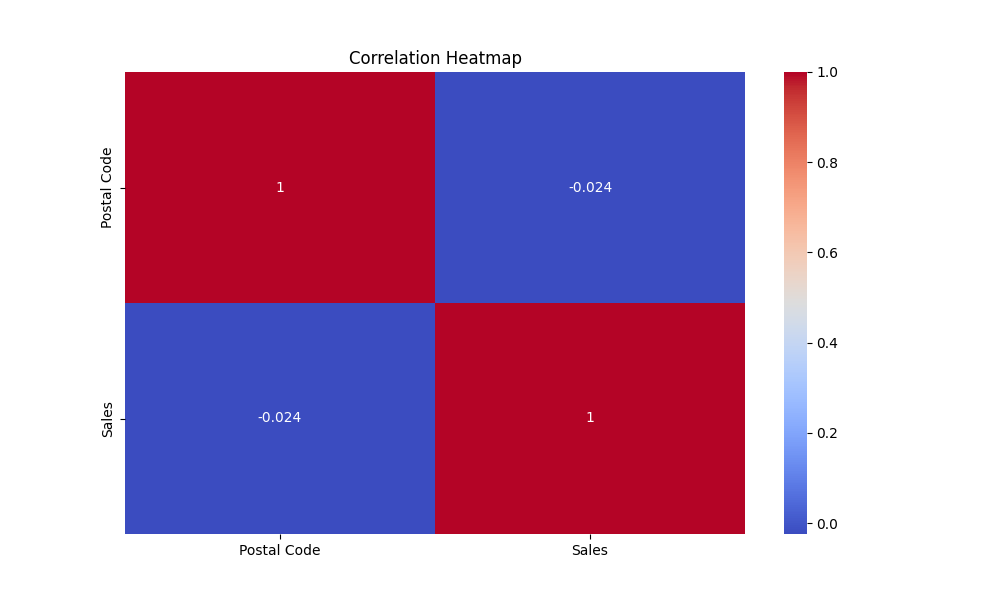 Correlation Heatmap
Postal Code
1
-0.024
Sales
-0.024
1
Postal Code
Sales
1.0
0.8
0.6
0.4
0.2
0.0